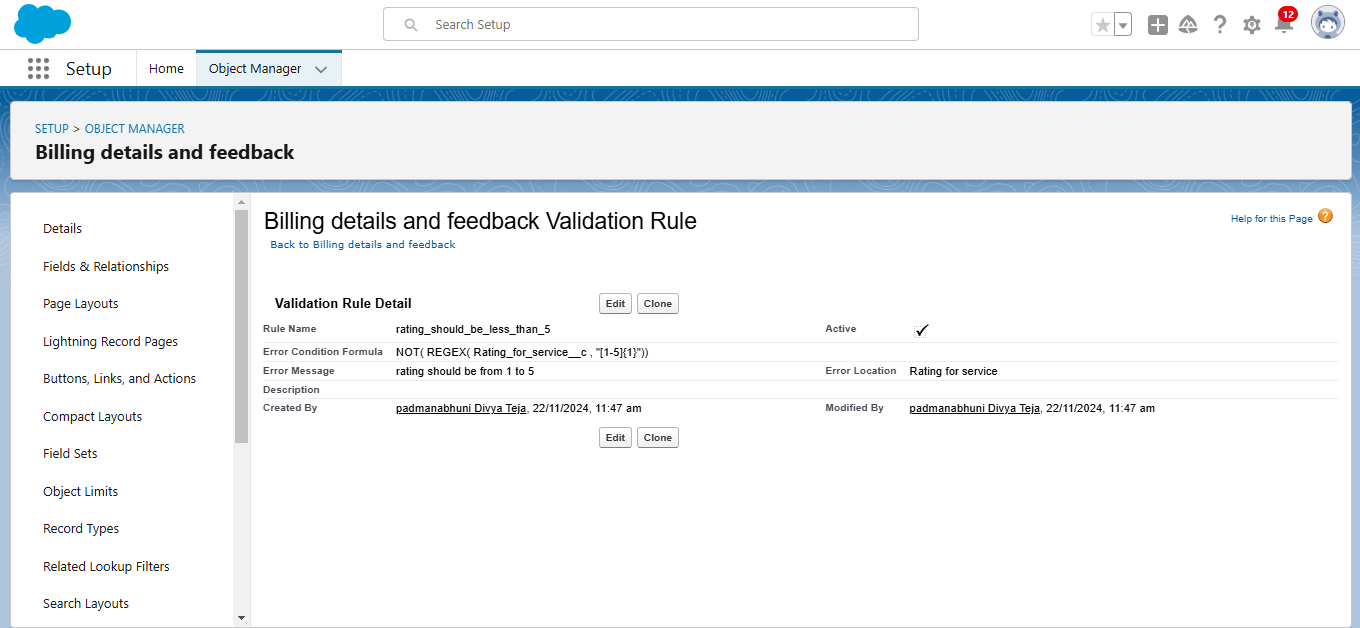 Search Setup
12
Setup
Home
Object Manager
SETUP > OBJECT MANAGER
Billing details and feedback
Details
Fields & Relationships
Page Layouts
Lightning Record Pages
Buttons, Links, and Actions
Compact Layouts
Field Sets
Object Limits
Record Types
Related Lookup Filters
Search Layouts
Billing details and feedback Validation Rule
Help for this Page ?
Back to Billing details and feedback
Validation Rule Detail
Edit Clone
Rule Name rating_should_be_less_than_5 Active
Error Condition Formula NOT( REGEX( Rating_for_service__c , "[1-5]{1}"))
Error Message rating should be from 1 to 5 Error Location Rating for service
Description
Created By padmanabhuni Divya Teja, 22/11/2024, 11:47 am Modified By padmanabhuni Divya Teja, 22/11/2024, 11:47 am
Edit Clone